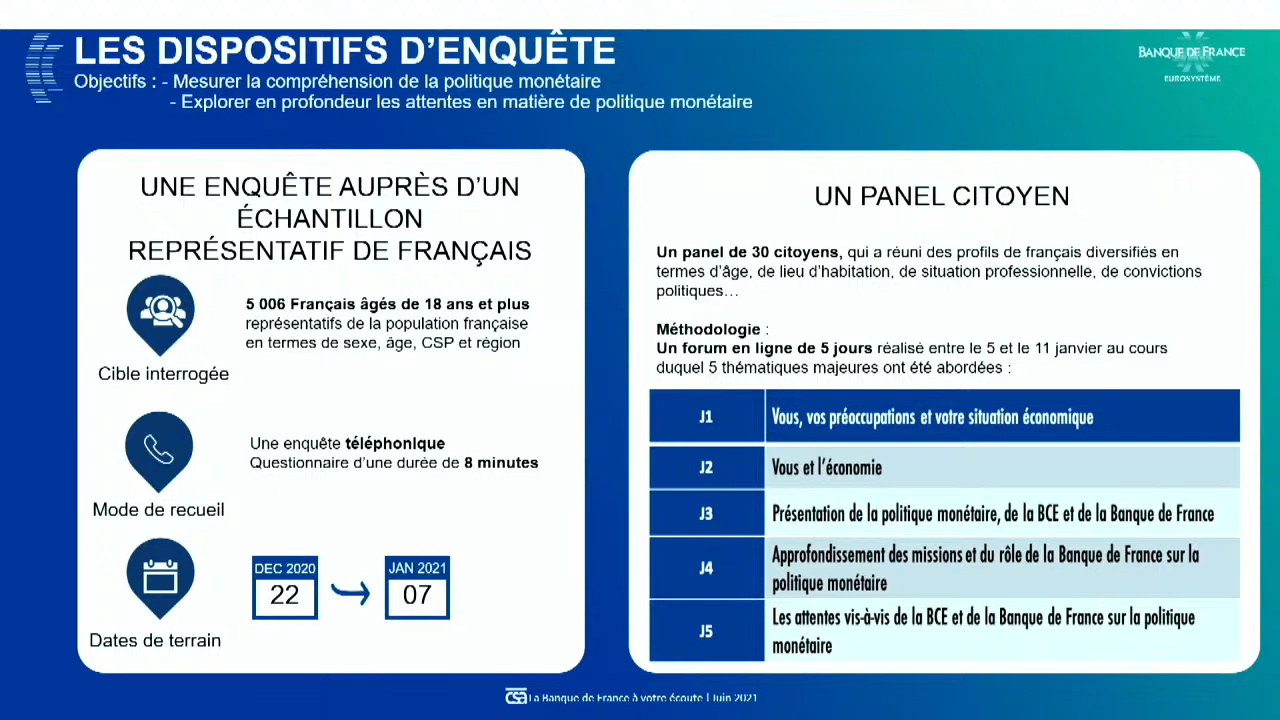 LES DISPOSITIFS D'ENQUÊTE
Objectifs : - Mesurer la compréhension de la politique monétaire
- Explorer en profondeur les attentes en matière de politique monétaire
BANQUE DE FRANCE
EUROSYSTÈME
UNE ENQUÊTE AUPRÈS D'UN
ÉCHANTILLON
REPRÉSENTATIF DE FRANÇAIS
5 006 Français âgés de 18 ans et plus
représentatifs de la population française
en termes de sexe, âge, CSP et région
Cible interrogée
Une enquête téléphonique
Questionnaire d'une durée de 8 minutes
Mode de recueil
DEC 2020
22
JAN 2021
07
Dates de terrain
UN PANEL CITOYEN
Un panel de 30 citoyens, qui a réuni des profils de français diversifiés en
termes d'âge, de lieu d'habitation, de situation professionnelle, de convictions
politiques…
Méthodologie :
Un forum en ligne de 5 jours réalisé entre le 5 et le 11 janvier au cours
duquel 5 thématiques majeures ont été abordées :
J1 Vous, vos préoccupations et votre situation économique
J2 Vous et l'économie
J3 Présentation de la politique monétaire, de la BCE et de la Banque de France
J4 Approfondissement des missions et du rôle de la Banque de France sur la
politique monétaire
J5 Les attentes vis-à-vis de la BCE et de la Banque de France sur la politique
monétaire
csa La Banque de France à votre écoute | Juin 2021